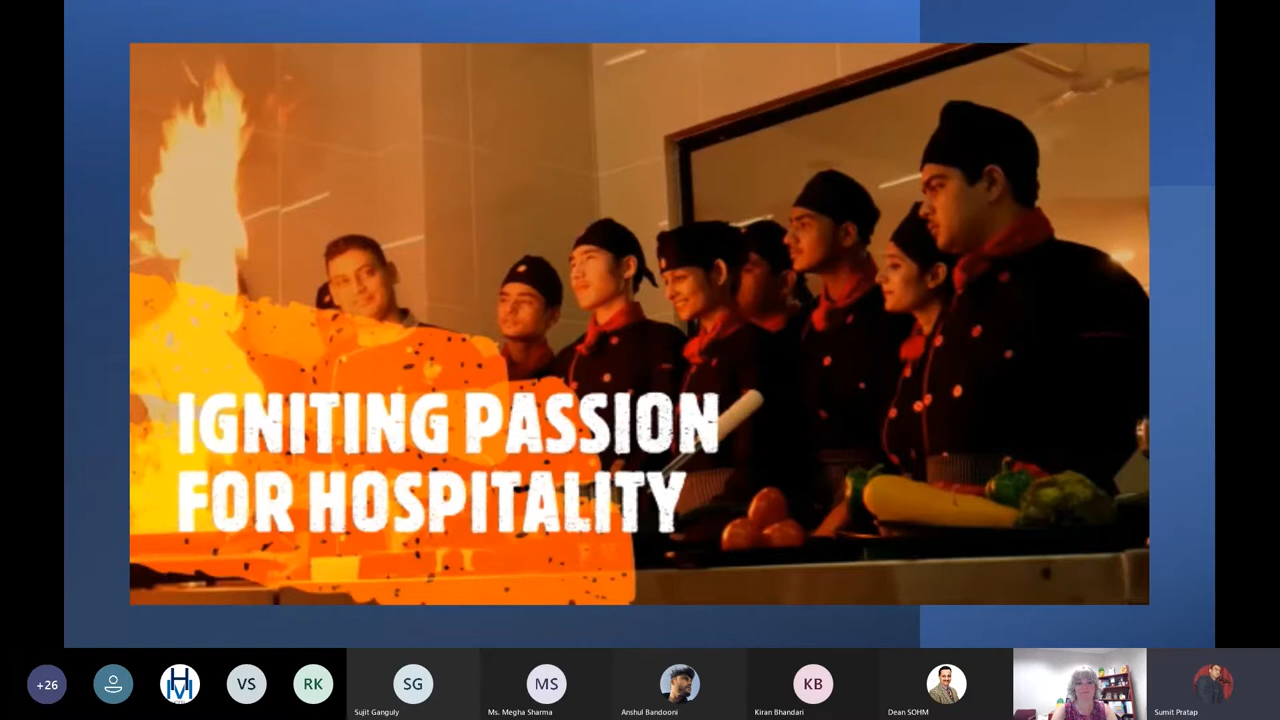 IGNITING PASSION
FOR HOSPITALITY
+26
HM
VS
RK
SG
Sujit Ganguly
MS
Ms. Megha Sharma
Anshul Bandooni
KB
Kiran Bhandari
Dean SOHM
Sumit Pratap